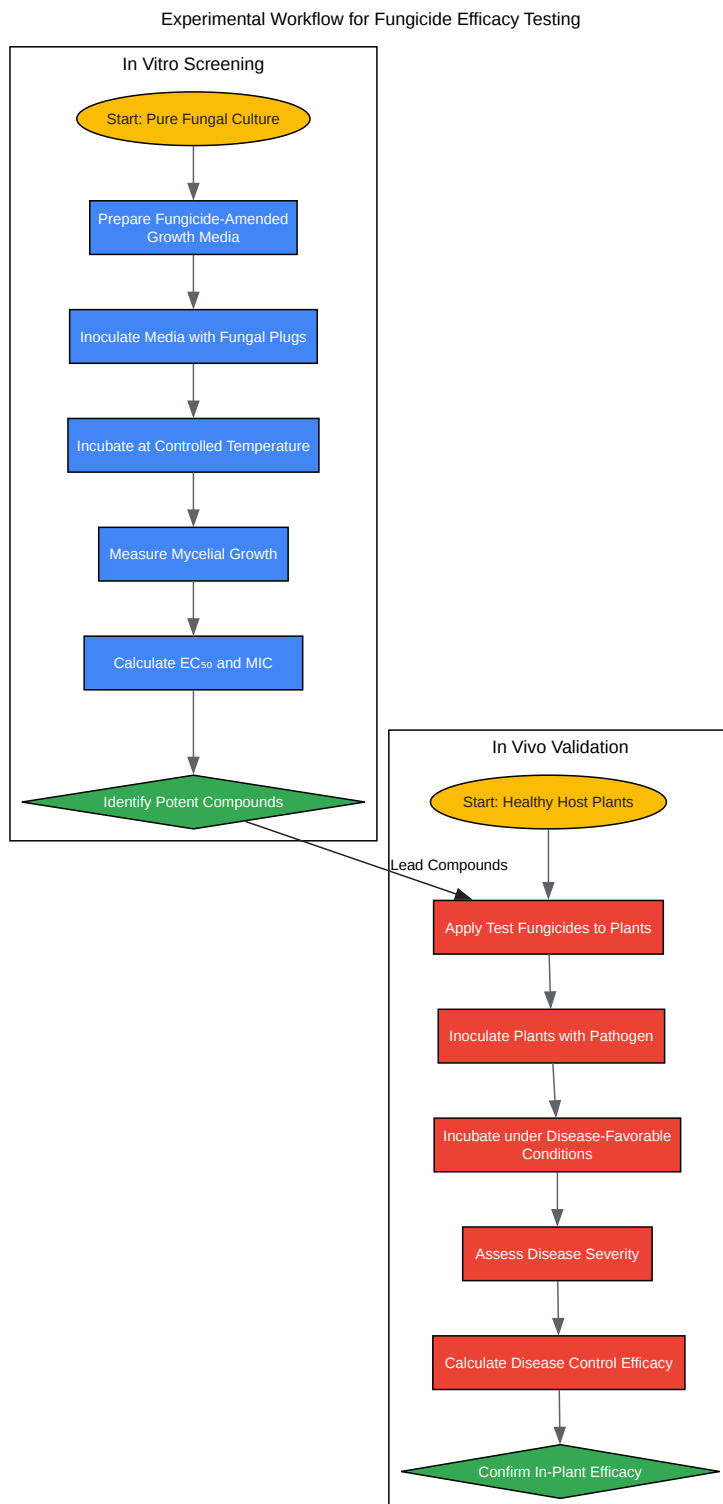 Experimental Workflow for Fungicide Efficacy Testing
In Vitro Screening
Start: Pure Fungal Culture
Prepare Fungicide-Amended
Growth Media
Inoculate Media with Fungal Plugs
Incubate at Controlled Temperature
Measure Mycelial Growth
Calculate EC₅₀ and MIC
Identify Potent Compounds
Lead Compounds
In Vivo Validation
Start: Healthy Host Plants
Apply Test Fungicides to Plants
Inoculate Plants with Pathogen
Incubate under Disease-Favorable
Conditions
Assess Disease Severity
Calculate Disease Control Efficacy
Confirm In-Plant Efficacy